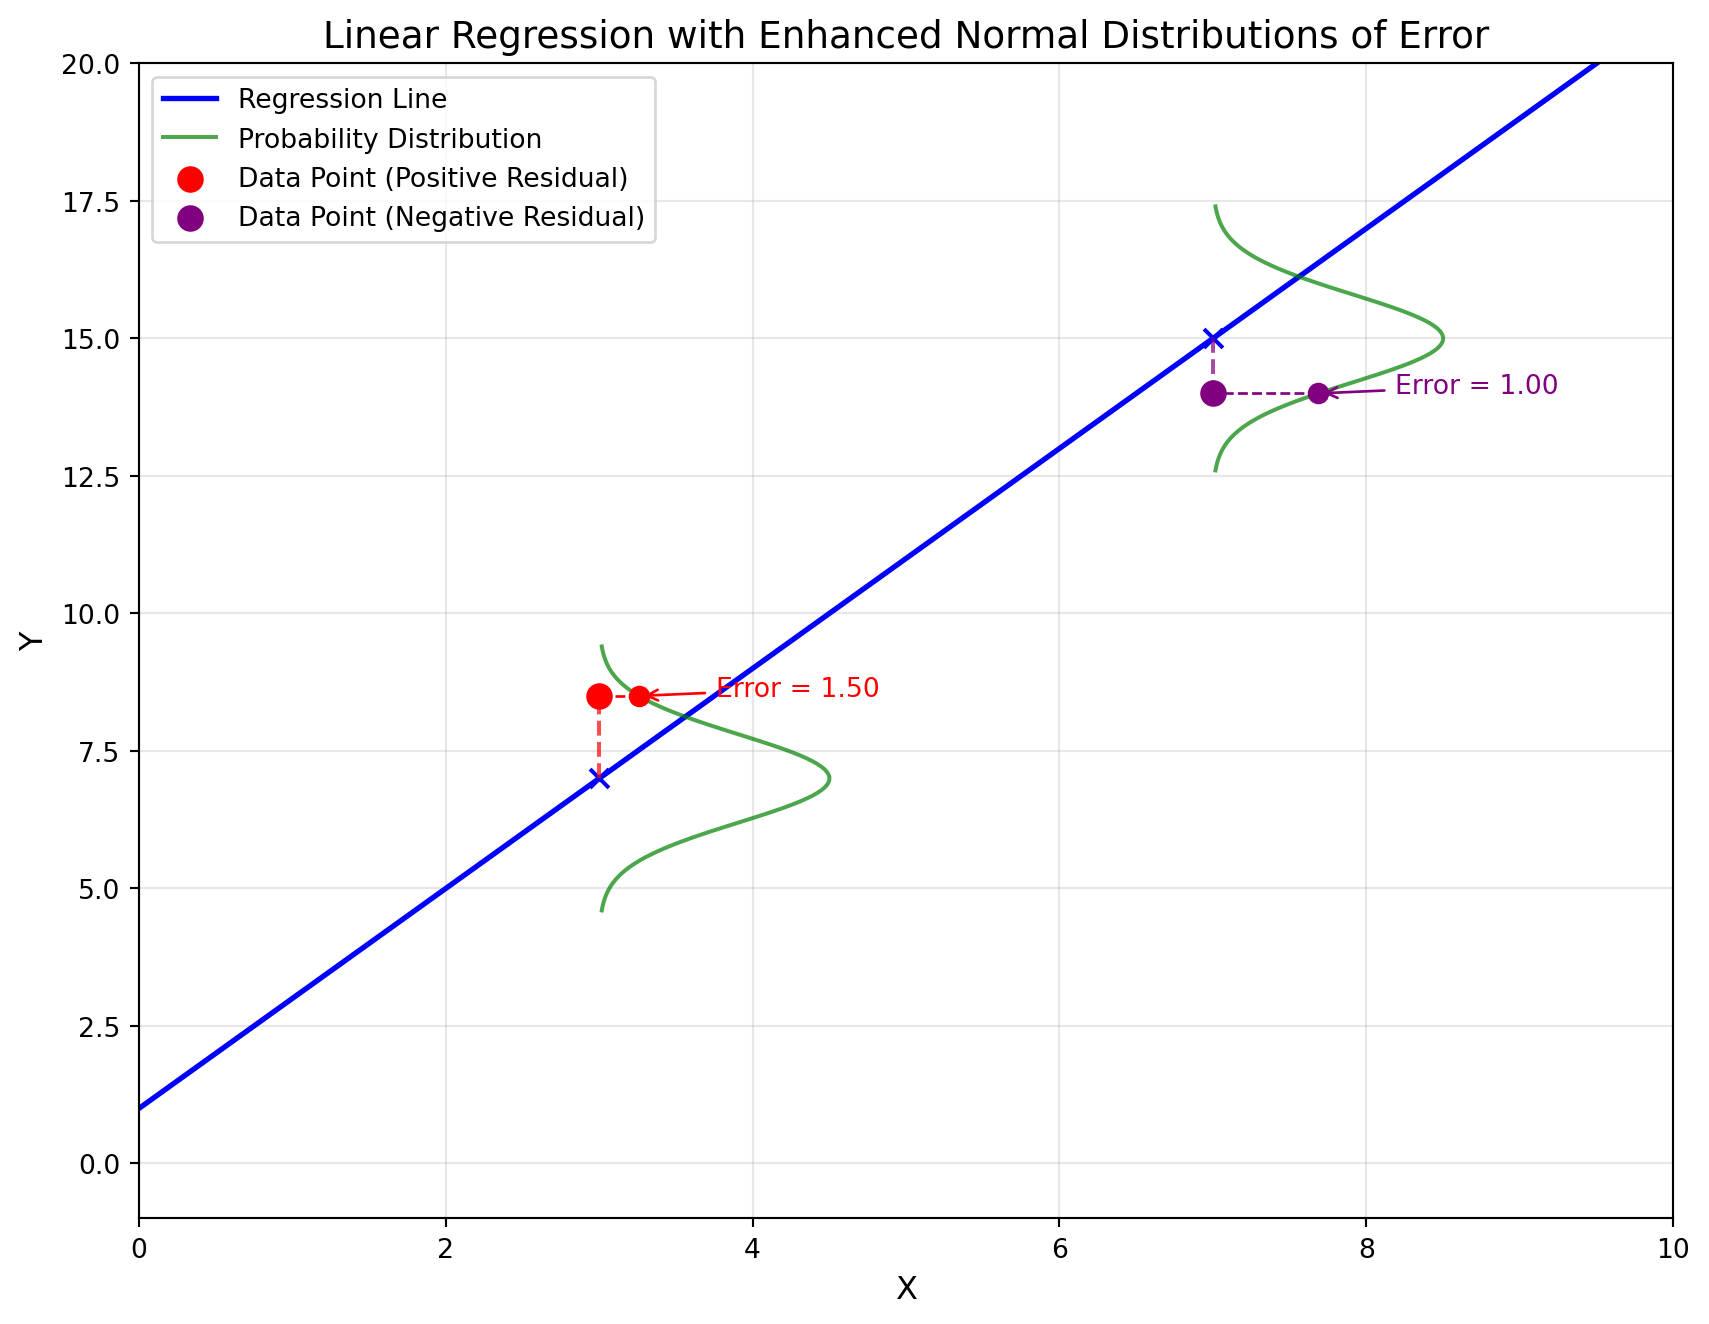 Linear Regression with Enhanced Normal Distributions of Error
Regression Line
Probability Distribution
Data Point (Positive Residual)
Data Point (Negative Residual)
Y
20.0
17.5
15.0
12.5
10.0
7.5
5.0
2.5
0.0
Error = 1.00
Error = 1.50
0 2 4 6 8 10
X